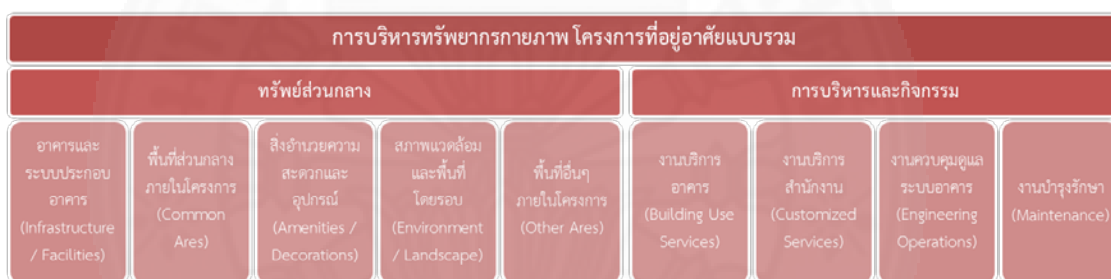 การบริหารทรัพยากรกายภาพ โครงการที่อยู่อาศัยแบบรวม
ทรัพย์ส่วนกลาง
การบริหารและกิจกรรม
อาคารและ
ระบบประกอบ
อาคาร
(Infrastructure
/ Facilities)
พื้นที่ส่วนกลาง
ภายในโครงการ
(Common
Ares)
สิ่งอำนวยความ
สะดวกและ
อุปกรณ์
(Amenities /
Decorations)
สภาพแวดล้อม
และพื้นที่
โดยรอบ
(Environment
/ Landscape)
พื้นที่อื่นๆ
ภายในโครงการ
(Other Ares)
งานบริการ
อาคาร
(Building Use
Services)
งานบริการ
สำนักงาน
(Customized
Services)
งานควบคุมดูแล
ระบบอาคาร
(Engineering
Operations)
งานบำรุงรักษา
(Maintenance)